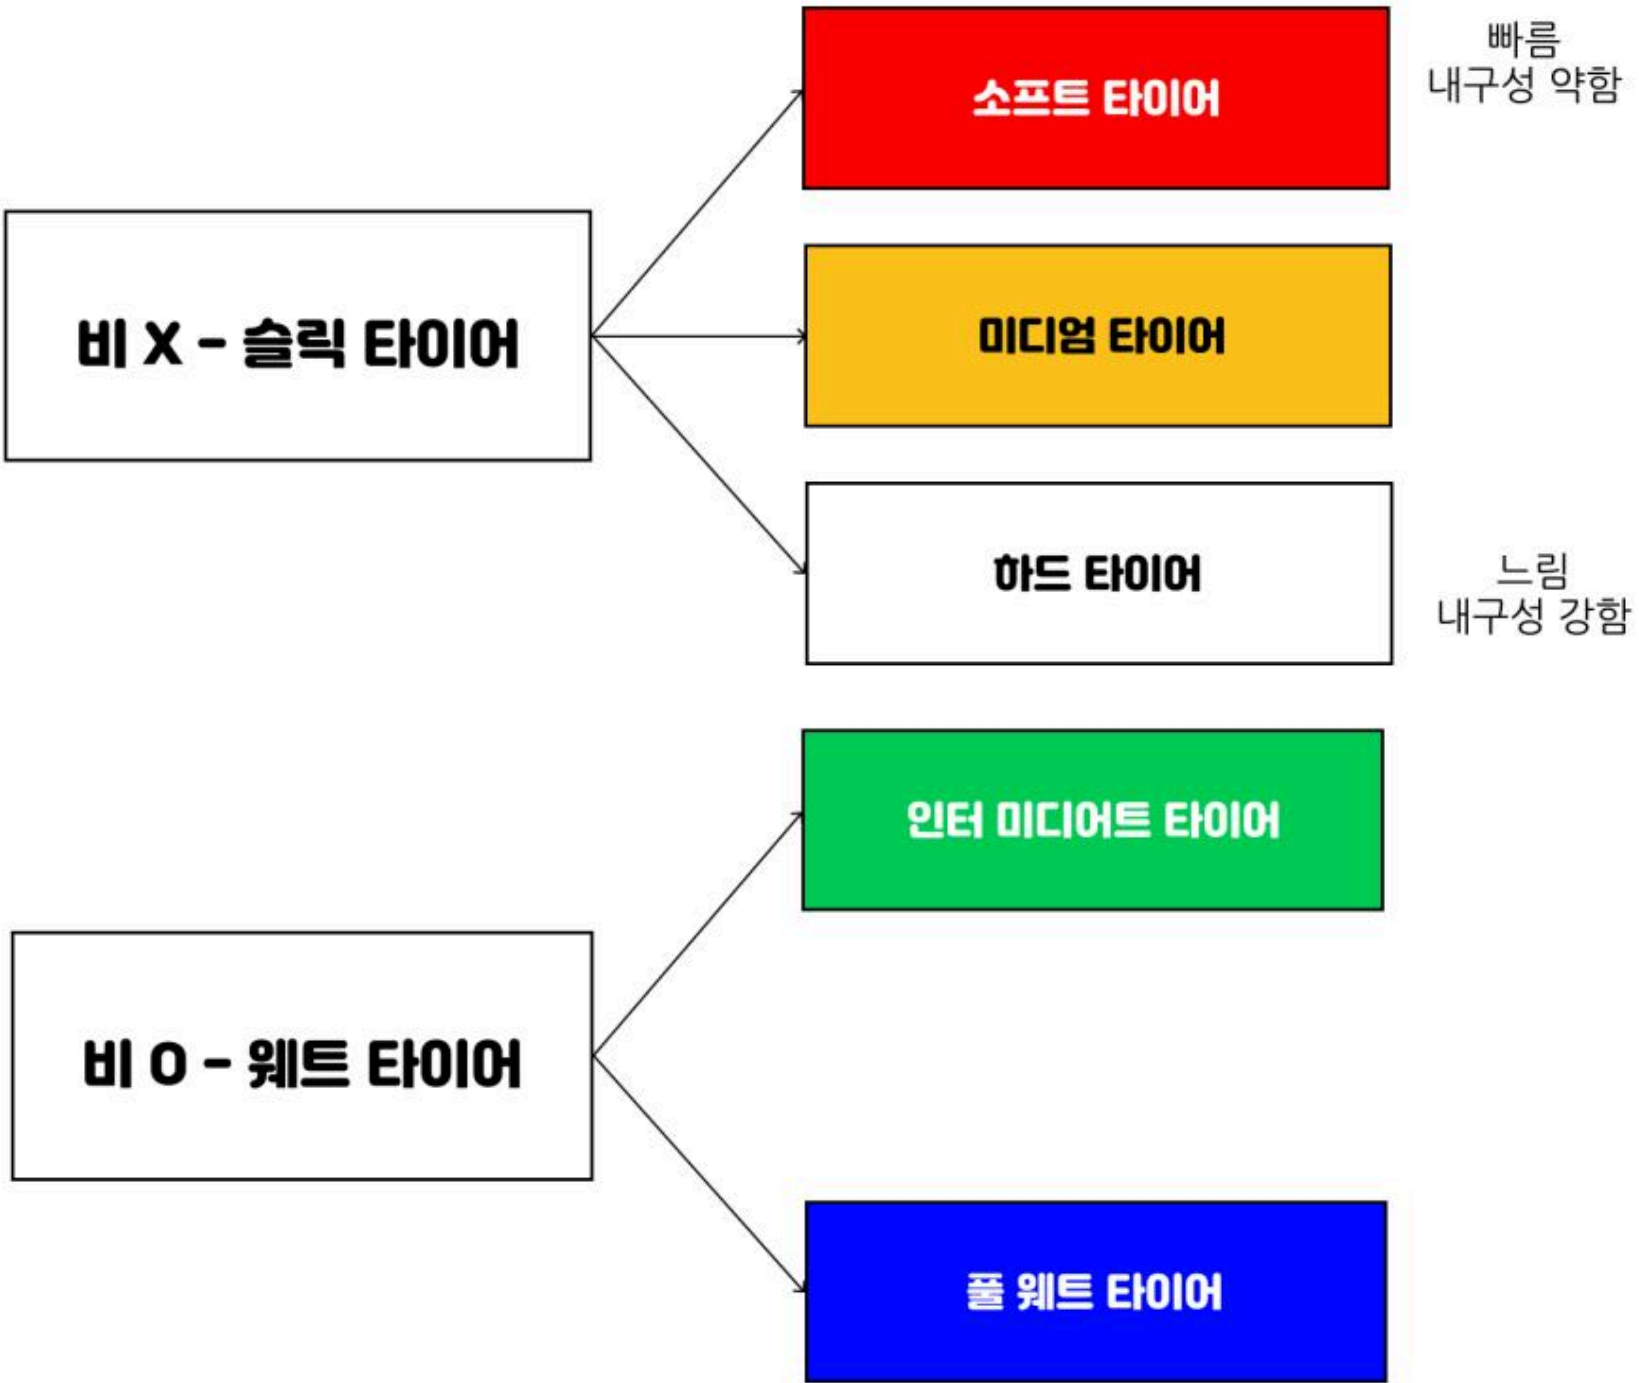 비 X - 슬릭 타이어
소프트 타이어
빠름
내구성 약함
미디엄 타이어
하드 타이어
느림
내구성 강함
비 O - 웨트 타이어
인터 미디어트 타이어
풀 웨트 타이어